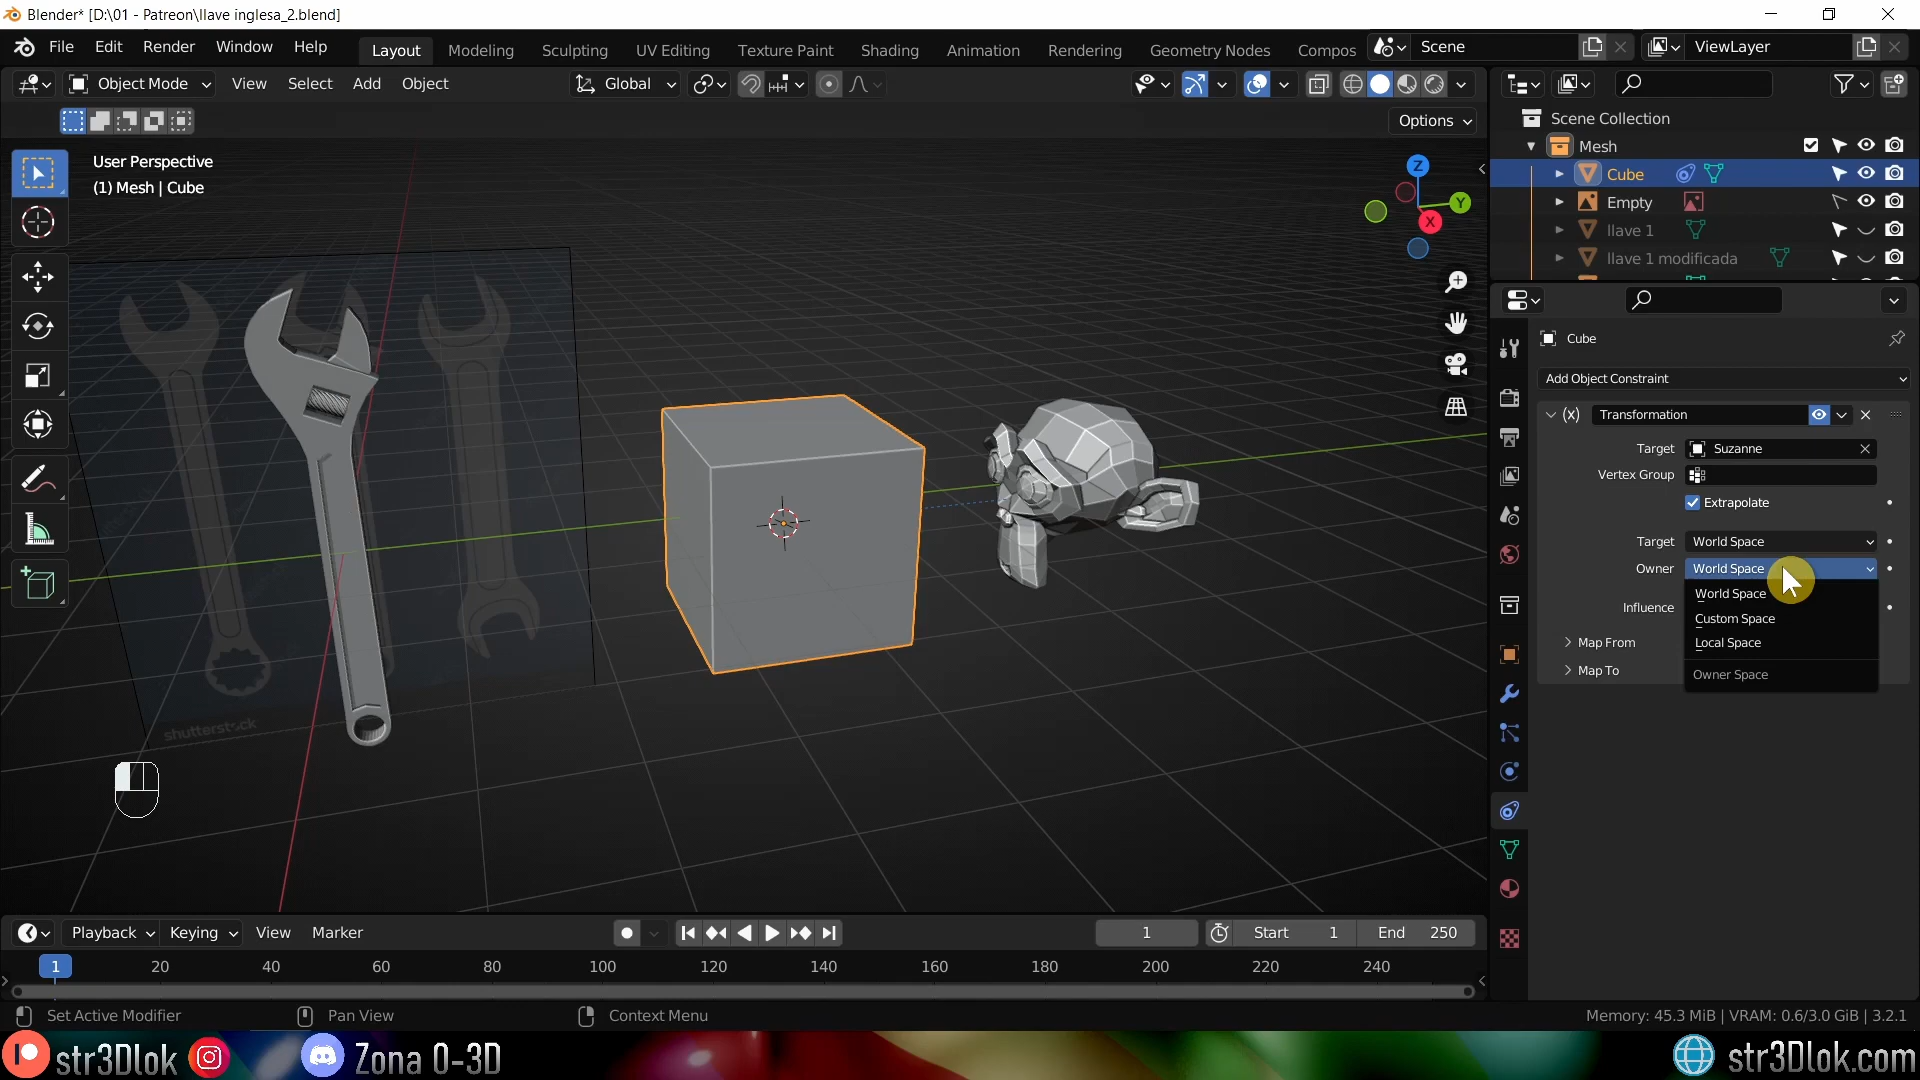 Blender* [D:\01 - Patreon\llave inglesa_2.blend]
File Edit Render Window Help
Layout Modeling Sculpting UV Editing Texture Paint Shading Animation Rendering Geometry Nodes Compos
Scene
ViewLayer
Object Mode View Select Add Object
Global
Options
User Perspective
(1) Mesh | Cube
Z
Y
X
Scene Collection
Mesh
Cube
Empty
llave 1
llave 1 modificada
Cube
Add Object Constraint
Transformation
Target Suzanne
Vertex Group
Extrapolate
Target World Space
Owner World Space
World Space
Custom Space
Local Space
Owner Space
Influence
Map From
Map To
shutterstock
Playback Keying View Marker
1
Start 1
End 250
1 20 40 60 80 100 120 140 160 180 200 220 240
Set Active Modifier
Pan View
Context Menu
Memory: 45.3 MiB | VRAM: 0.6/3.0 GiB | 3.2.1
str3Dlok
Zona 0-3D
str3Dlok.com